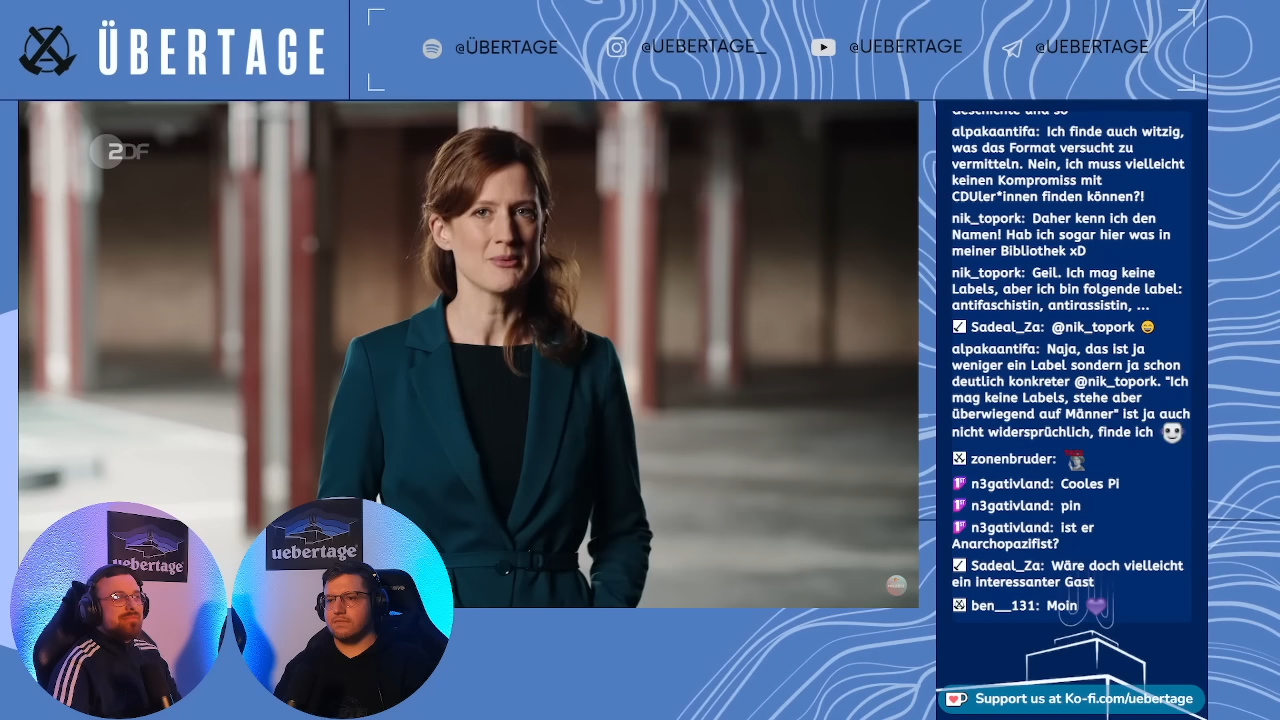 ÜBERTAGE
@ÜBERTAGE
@UEBERTAGE_
@UEBERTAGE
@UEBERTAGE
ZDF
uebertage
uebertage
Geschichte und so
alpakaantifa: Ich finde auch witzig,
was das Format versucht zu
vermitteln. Nein, ich muss vielleicht
keinen Kompromiss mit
CDUler*innen finden können?!
nik_topork: Daher kenn ich den
Namen! Hab ich sogar hier was in
meiner Bibliothek xD
nik_topork: Geil. Ich mag keine
Labels, aber ich bin folgende label:
antifaschistin, antirassistin, ...
Sadeal_Za: @nik_topork
alpakaantifa: Naja, das ist ja
weniger ein Label sondern ja schon
deutlich konkreter @nik_topork. "Ich
mag keine Labels, stehe aber
überwiegend auf Männer" ist ja auch
nicht widersprüchlich, finde ich
zonenbruder:
n3gativland: Cooles Pi
n3gativland: pin
n3gativland: ist er
Anarchopazifist?
Sadeal_Za: Wäre doch vielleicht
ein interessanter Gast
ben__131: Moin
Support us at Ko-fi.com/uebertage